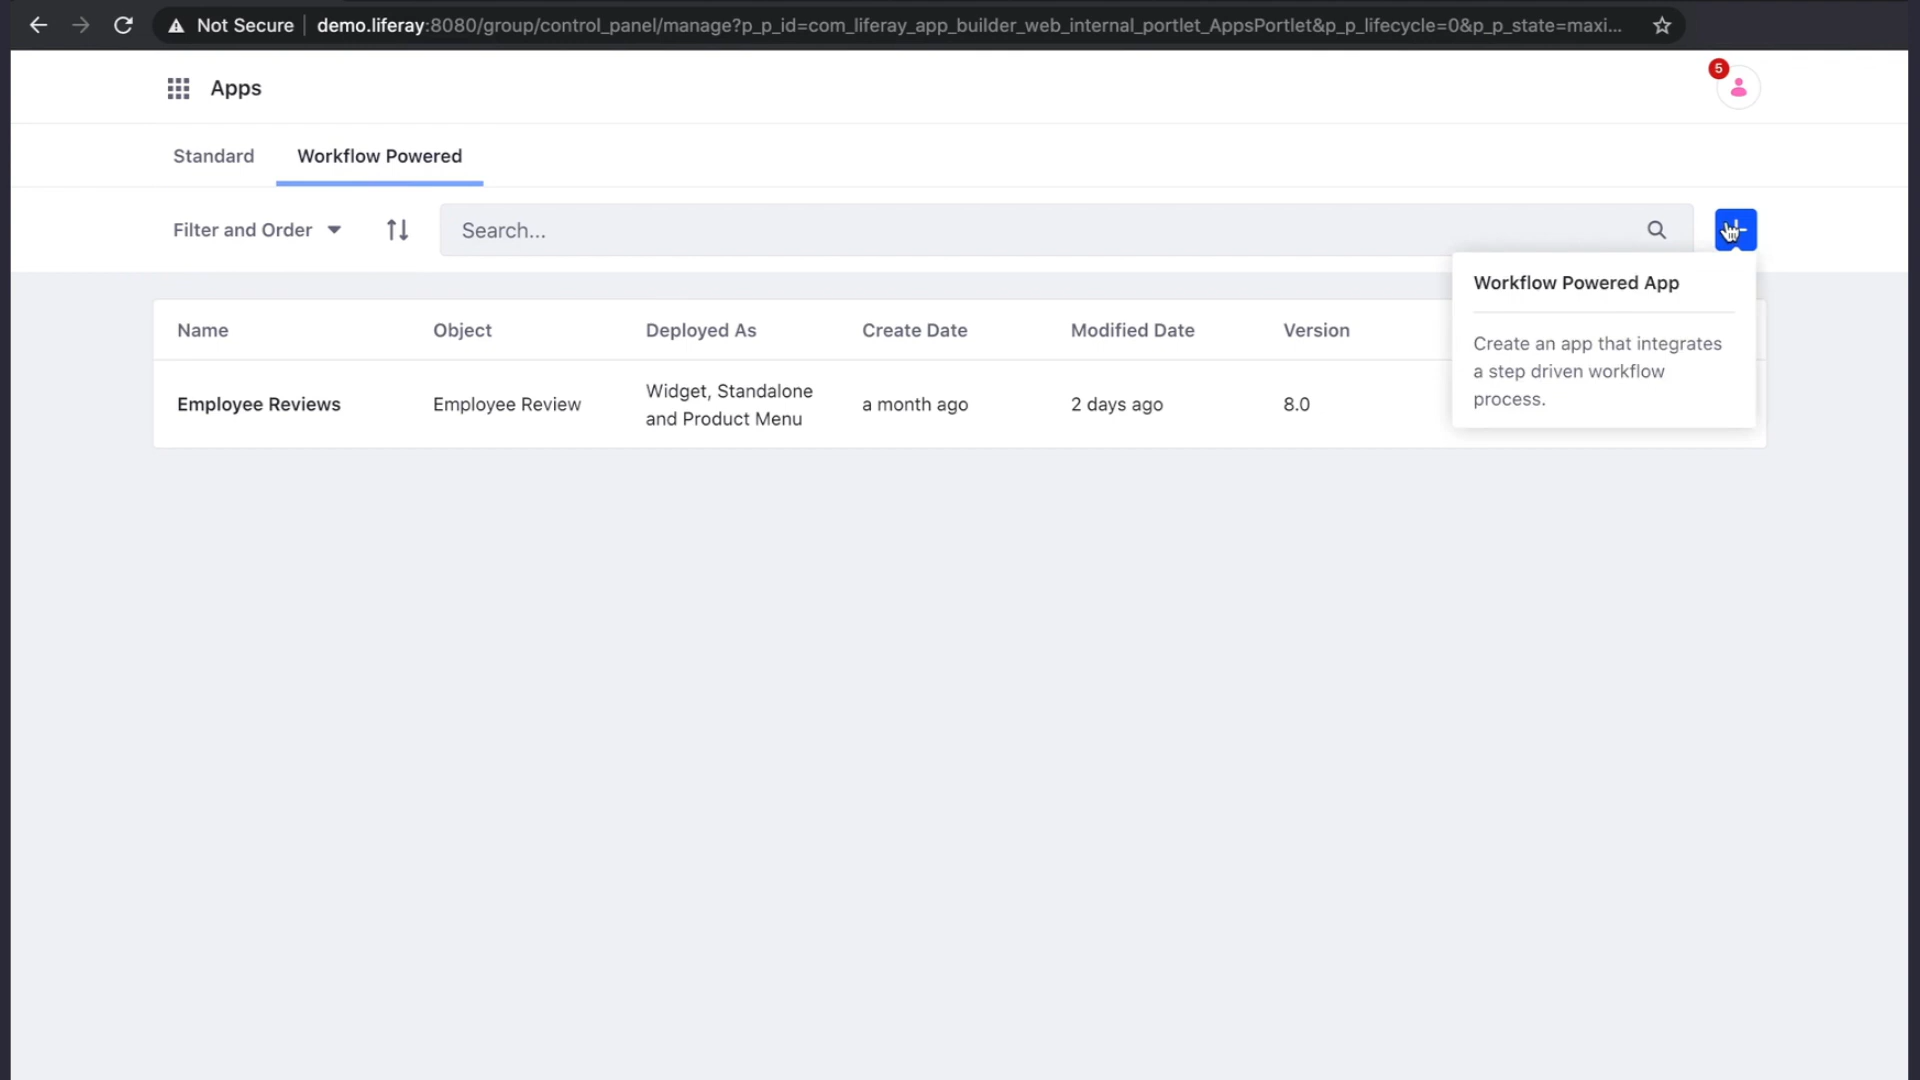 Not Secure demo.liferay:8080/group/control_panel/manage?p_p_id=com_liferay_app_builder_web_internal_portlet_AppsPortlet&p_p_lifecycle=0&p_p_state=maxi...
Apps
5
Standard Workflow Powered
Filter and Order Search...
Workflow Powered App
Create an app that integrates
a step driven workflow
process.
Name Object Deployed As Create Date Modified Date Version
Employee Reviews Employee Review Widget, Standalone
and Product Menu a month ago 2 days ago 8.0